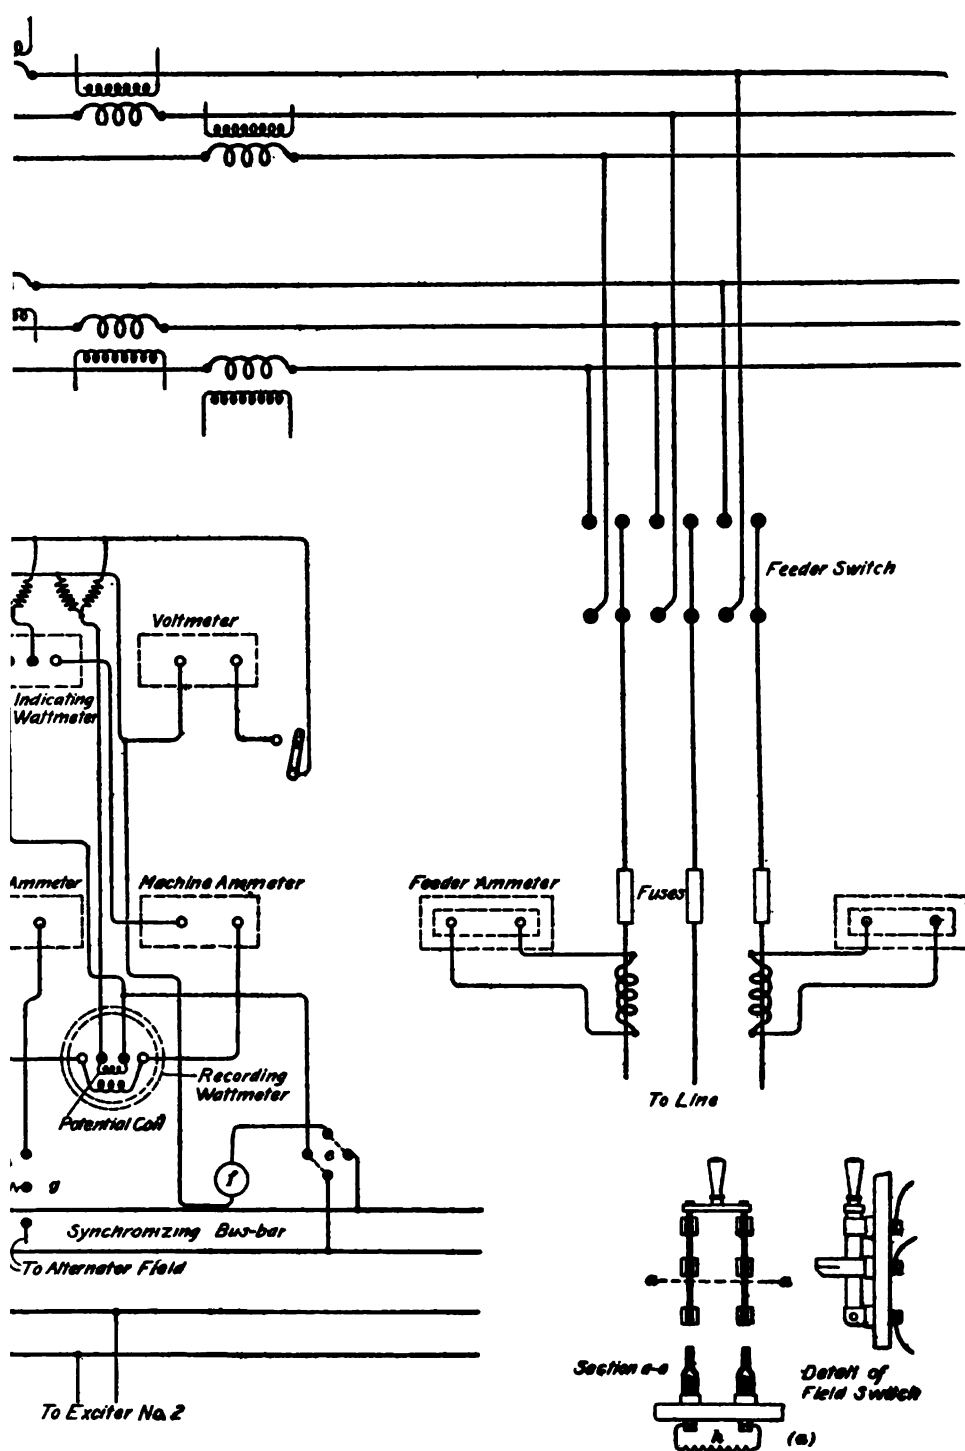 Feeder Switch
Voltmeter
Indicating
Wattmeter
Ammeter
Machine Ammeter
Feeder Ammeter
Fuses
Recording
Wattmeter
Potential Coil
To Line
e
f
g
Synchronizing Bus-bar
To Alternator Field
a
a
Section a-a
Detail of
Field Switch
To Exciter No. 2
h
(a)